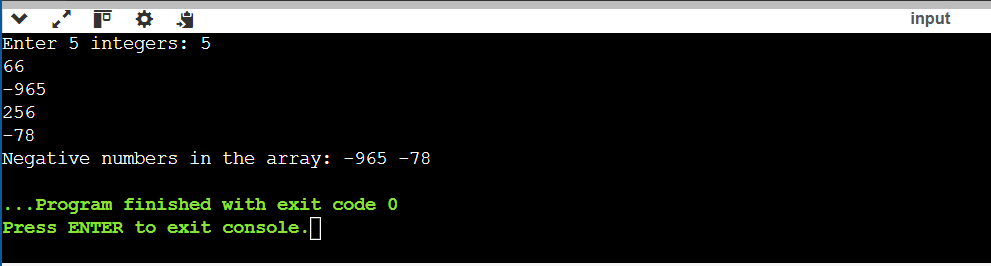 input
Enter 5 integers: 5
66
-965
256
-78
Negative numbers in the array: -965 -78
...Program finished with exit code 0
Press ENTER to exit console.